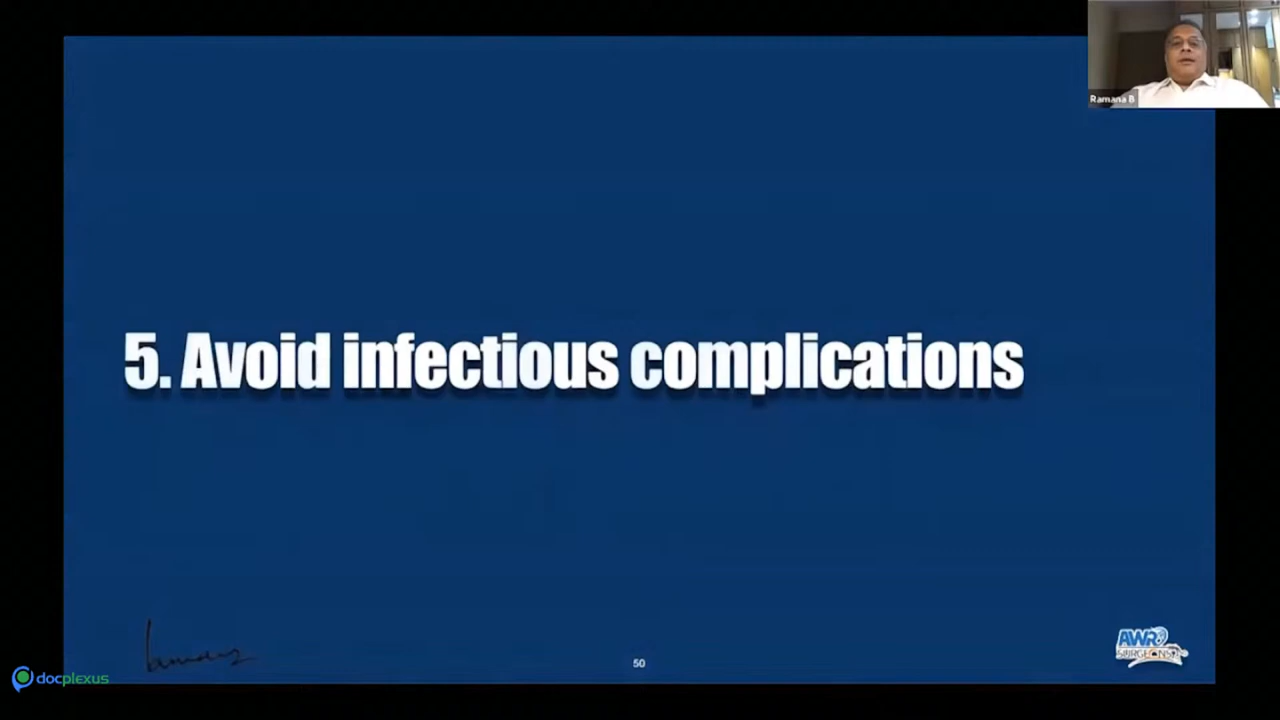 Ramana B
5. Avoid infectious complications
50
AWR
SURGEONS
docplexus